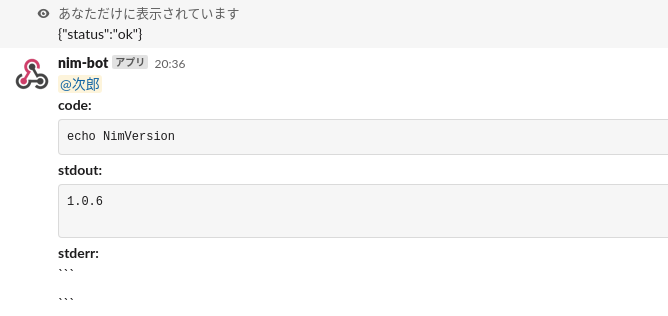 あなただけに表示されています
{"status":"ok"}
nim-bot アプリ 20:36
@次郎
code:
echo NimVersion
stdout:
1.0.6
stderr:
```
```